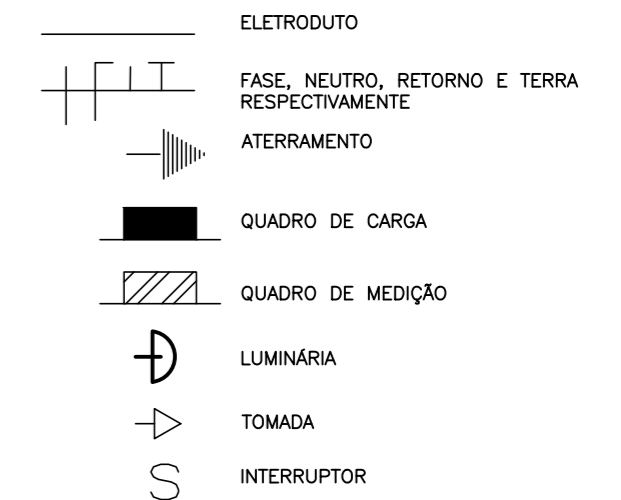 ELETRODUTO
FASE, NEUTRO, RETORNO E TERRA
RESPECTIVAMENTE
ATERRAMENTO
QUADRO DE CARGA
QUADRO DE MEDIÇÃO
LUMINÁRIA
TOMADA
S INTERRUPTOR